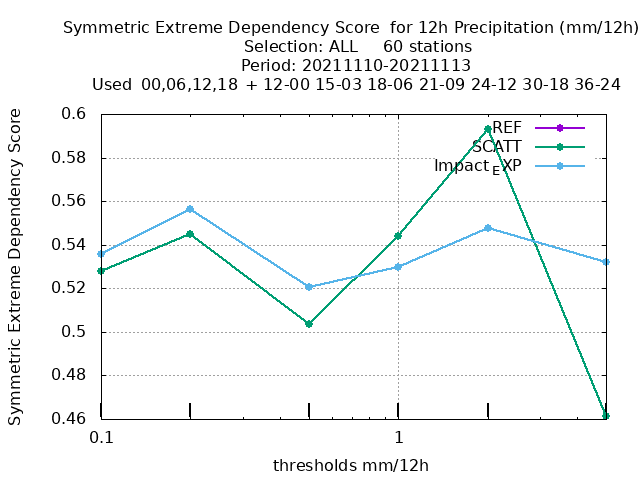 Symmetric Extreme Dependency Score  for 12h Precipitation (mm/12h)
Selection: ALL     60 stations
Period: 20211110-20211113
Used  00,06,12,18  + 12-00 15-03 18-06 21-09 24-12 30-18 36-24
Symmetric Extreme Dependency Score
0.6
0.58
0.56
0.54
0.52
0.5
0.48
0.46
REF
SCATT
Impact_EXP
0.1
1
thresholds mm/12h